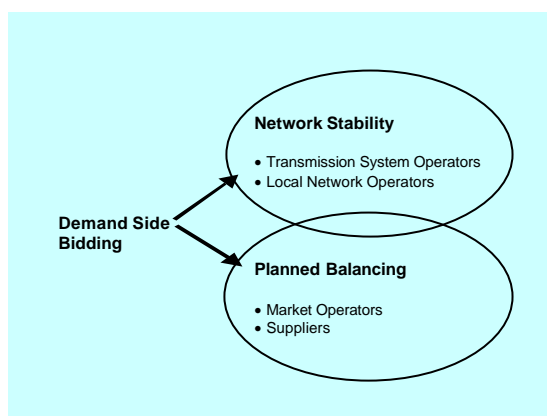 Network Stability
• Transmission System Operators
• Local Network Operators
Demand Side
Bidding
Planned Balancing
• Market Operators
• Suppliers